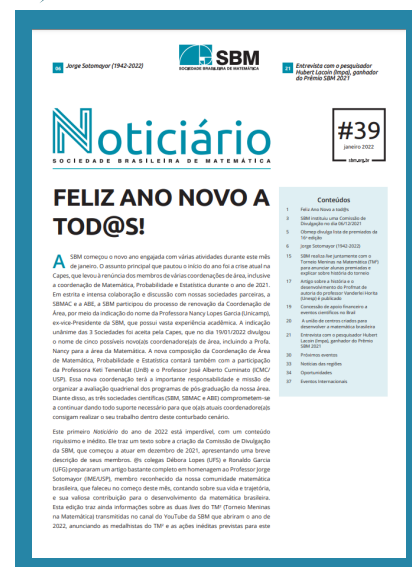 06 Jorge Sotomayor (1942-2022)
SBM
SOCIEDADE BRASILEIRA DE MATEMÁTICA
21 Entrevista com o pesquisador
Hubert Lacoin (Impa), ganhador
do Prêmio SBM 2021
Noticiário
SOCIEDADE BRASILEIRA DE MATEMÁTICA
#39
janeiro 2022
sbm.org.br
FELIZ ANO NOVO A
TOD@S!
A SBM começou o novo ano engajada com várias atividades durante este mês
de janeiro. O assunto principal que pautou o início do ano foi a crise atual na
Capes, que levou à renúncia dos membros de várias coordenações de área, inclusive
a coordenação de Matemática, Probabilidade e Estatística durante o ano de 2021.
Em estrita e intensa colaboração e discussão com nossas sociedades parceiras, a
SBMAC e a ABE, a SBM participou do processo de renovação da Coordenação de
Área, por meio da indicação do nome da Professora Nancy Lopes Garcia (Unicamp),
ex-vice-Presidente da SBM, que possui vasta experiência acadêmica. A indicação
unânime das 3 Sociedades foi aceita pela Capes, que no dia 19/01/2022 divulgou
o nome de cinco possíveis novo(a)s coordenadore(a)s de área, incluindo a Profa.
Nancy para a área da Matemática. A nova composição da Coordenação de Área
de Matemática, Probabilidade e Estatística contará também com a participação
da Professora Keti Tenenblat (UnB) e o Professor José Alberto Cuminato (ICMC/
USP). Essa nova coordenação terá a importante responsabilidade e missão de
organizar a avaliação quadrienal dos programas de pós-graduação da nossa área.
Diante disso, as três sociedades científicas (SBM, SBMAC e ABE) comprometem-se
a continuar dando todo suporte necessário para que o(a)s atuais coordenadore(a)s
consigam realizar o seu trabalho dentro deste conturbado cenário.
Este primeiro Noticiário do ano de 2022 está imperdível, com um conteúdo
riquíssimo e inédito. Ele traz um texto sobre a criação da Comissão de Divulgação
da SBM, que começou a atuar em dezembro de 2021, apresentando uma breve
descrição de seus membros. @s colegas Débora Lopes (UFS) e Ronaldo Garcia
(UFG) prepararam um artigo bastante completo em homenagem ao Professor Jorge
Sotomayor (IME/USP), membro reconhecido da nossa comunidade matemática
brasileira, que faleceu no começo deste mês, contando sobre sua vida e trajetória,
e sua valiosa contribuição para o desenvolvimento da matemática brasileira.
Esta edição traz ainda informações sobre as duas lives do TM² (Torneio Meninas
na Matemática) transmitidas no canal do YouTube da SBM que abriram o ano de
2022, anunciando as medalhistas do TM² e as ações inéditas previstas para este
Conteúdos
1 Feliz Ano Novo a tod@s
3 SBM instituiu uma Comissão de
Divulgação no dia 06/12/2021
5 Obmep divulga lista de premiados da
16ª edição
6 Jorge Sotomayor (1942-2022)
15 SBM realiza live juntamente com o
Torneio Meninas na Matemática (TM²)
para anunciar alunas premiadas e
explicar sobre história do torneio
17 Artigo sobre a história e o
desenvolvimento do Profmat de
autoria do professor Vanderlei Horita
(Unesp) é publicado
19 Concessão de apoio financeiro a
eventos científicos no Brasil
20 A união de centros criados para
desenvolver a matemática brasileira
21 Entrevista com o pesquisador Hubert
Lacoin (Impa), ganhador do Prêmio
SBM 2021
30 Próximos eventos
33 Notícias das regiões
34 Oportunidades
37 Eventos Internacionais